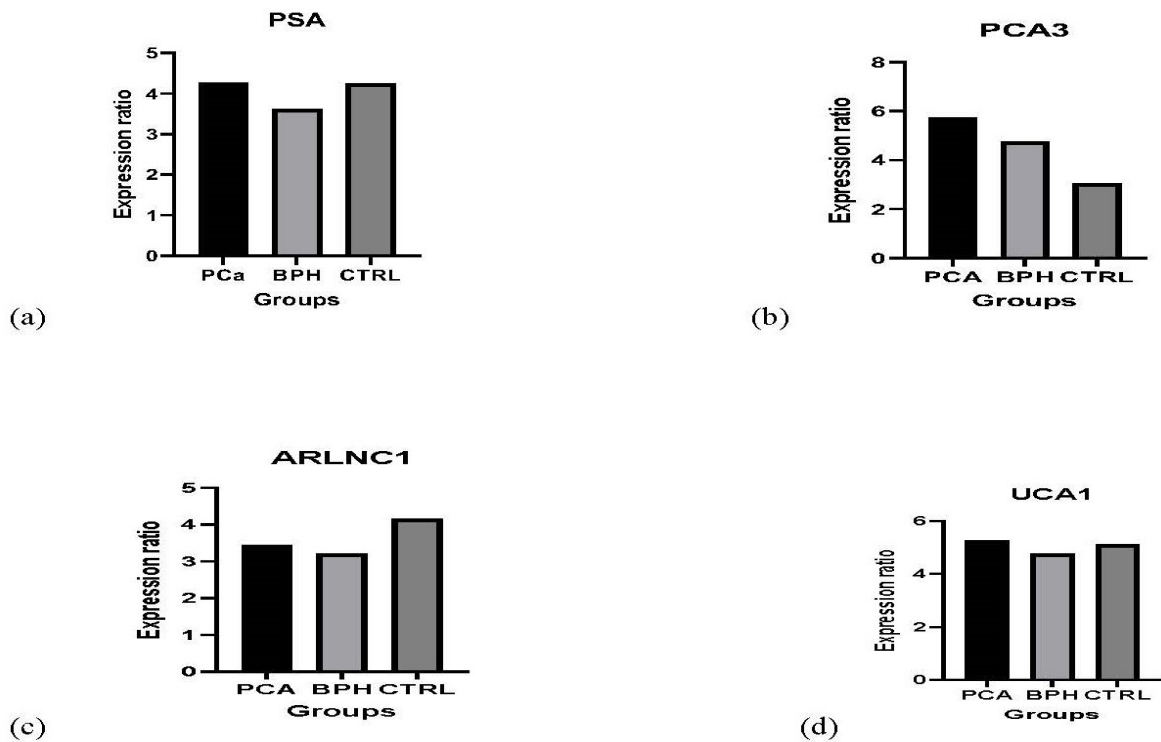 PSA
5
4
3
2
1
0
Expression ratio
PCa BPH CTRL
Groups
(a)
PCA3
8
6
4
2
0
Expression ratio
PCA BPH CTRL
Groups
(b)
ARLNC1
5
4
3
2
1
0
Expression ratio
PCA BPH CTRL
Groups
(c)
UCA1
6
4
2
0
Expression ratio
PCA BPH CTRL
Groups
(d)